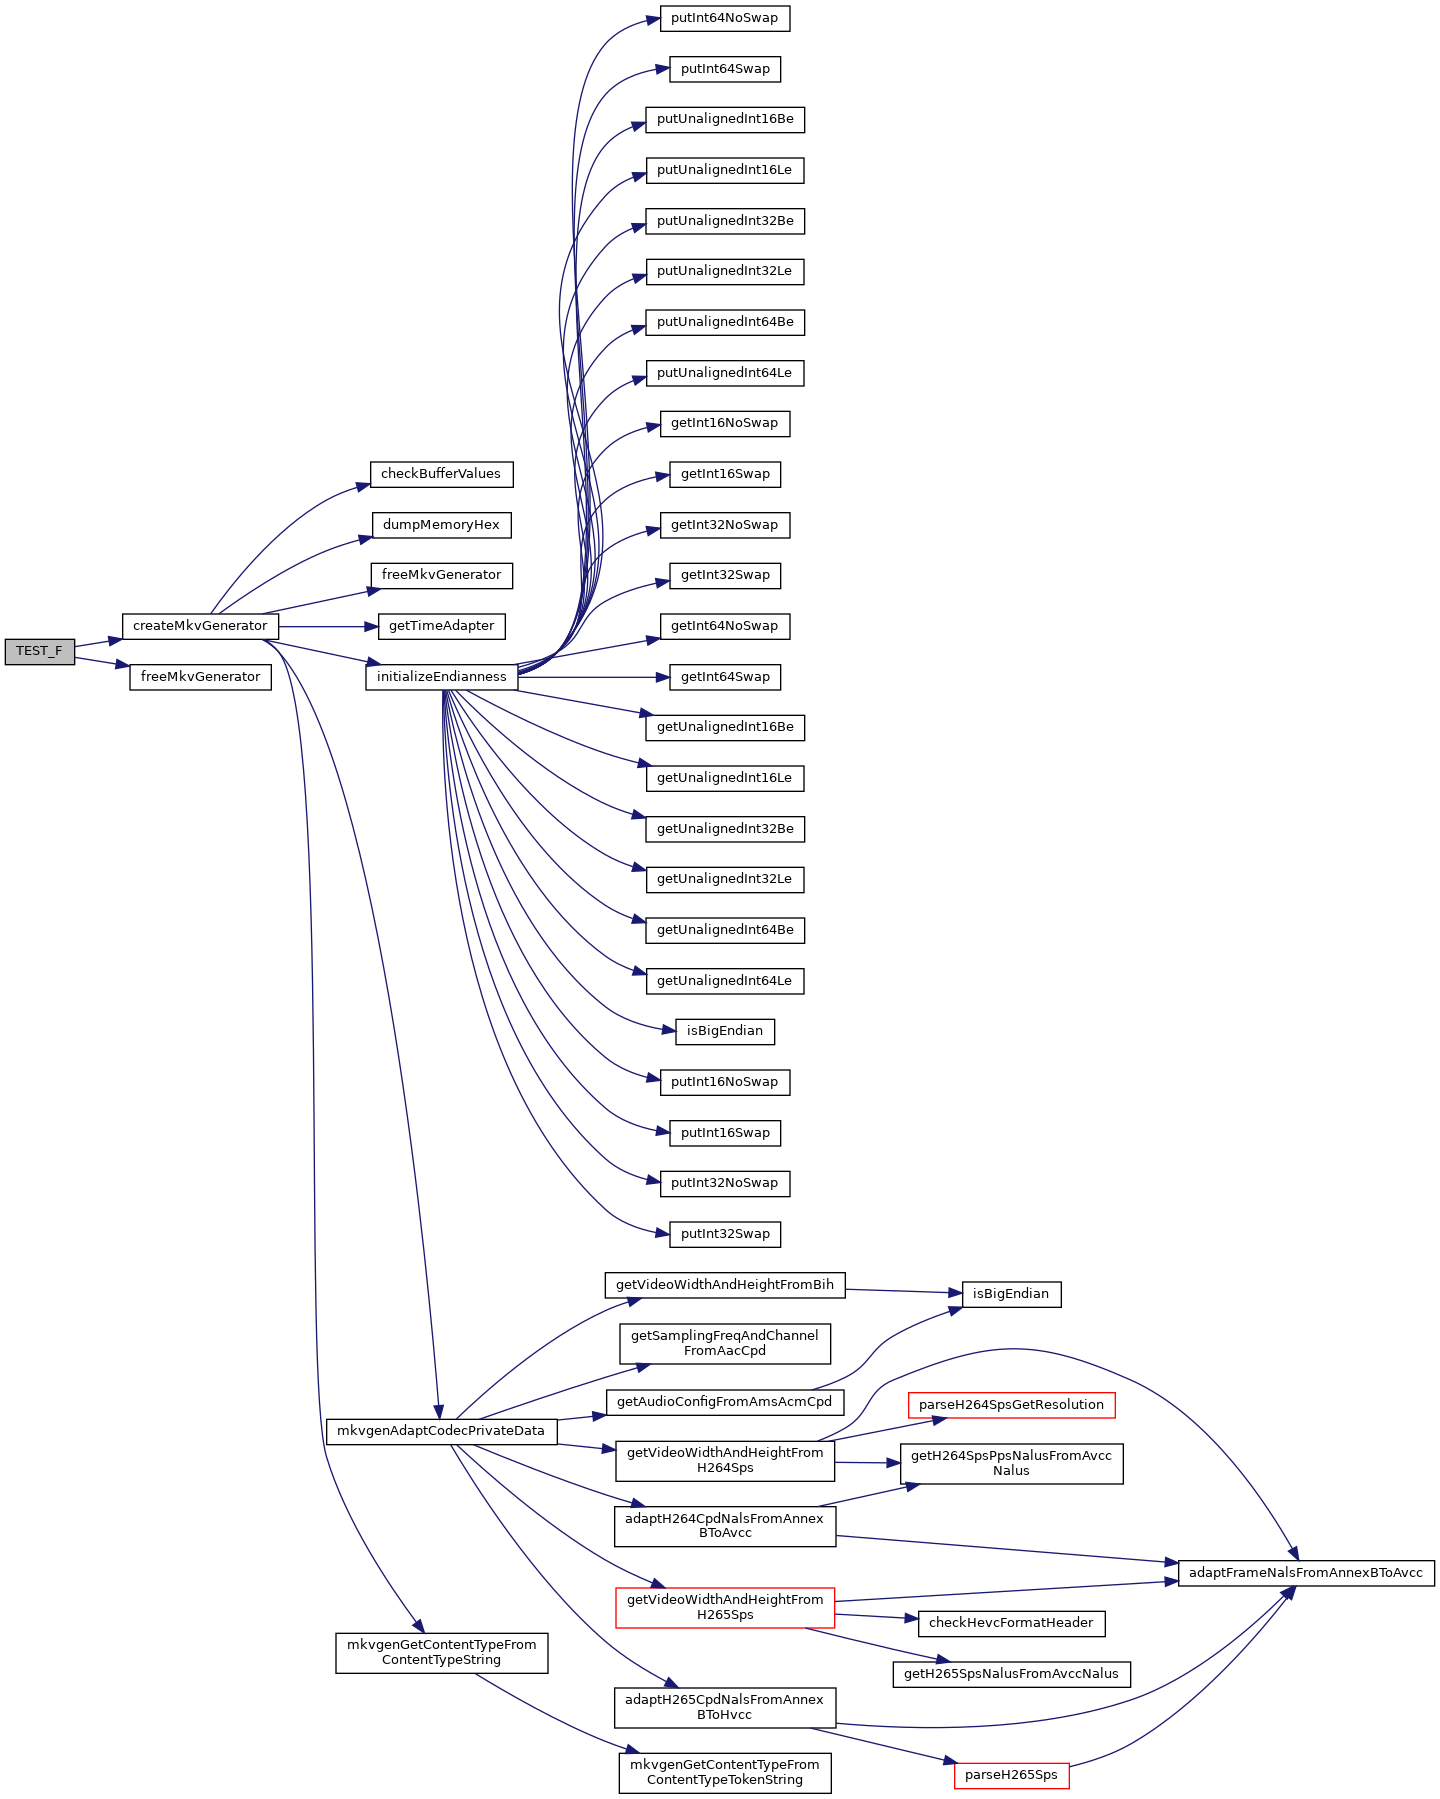 TEST_F
createMkvGenerator
freeMkvGenerator
checkBufferValues
dumpMemoryHex
freeMkvGenerator
getTimeAdapter
initializeEndianness
mkvgenAdaptCodecPrivateData
mkvgenGetContentTypeFrom
ContentTypeString
putInt64NoSwap
putInt64Swap
putUnalignedInt16Be
putUnalignedInt16Le
putUnalignedInt32Be
putUnalignedInt32Le
putUnalignedInt64Be
putUnalignedInt64Le
getInt16NoSwap
getInt16Swap
getInt32NoSwap
getInt32Swap
getInt64NoSwap
getInt64Swap
getUnalignedInt16Be
getUnalignedInt16Le
getUnalignedInt32Be
getUnalignedInt32Le
getUnalignedInt64Be
getUnalignedInt64Le
isBigEndian
putInt16NoSwap
putInt16Swap
putInt32NoSwap
putInt32Swap
getVideoWidthAndHeightFromBih
getSamplingFreqAndChannel
FromAacCpd
getAudioConfigFromAmsAcmCpd
getVideoWidthAndHeightFrom
H264Sps
adaptH264CpdNalsFromAnnex
BToAvcc
getVideoWidthAndHeightFrom
H265Sps
adaptH265CpdNalsFromAnnex
BToHvcc
mkvgenGetContentTypeFrom
ContentTypeTokenString
isBigEndian
parseH264SpsGetResolution
getH264SpsPpsNalusFromAvcc
Nalus
checkHevcFormatHeader
getH265SpsNalusFromAvccNalus
parseH265Sps
adaptFrameNalsFromAnnexBToAvcc